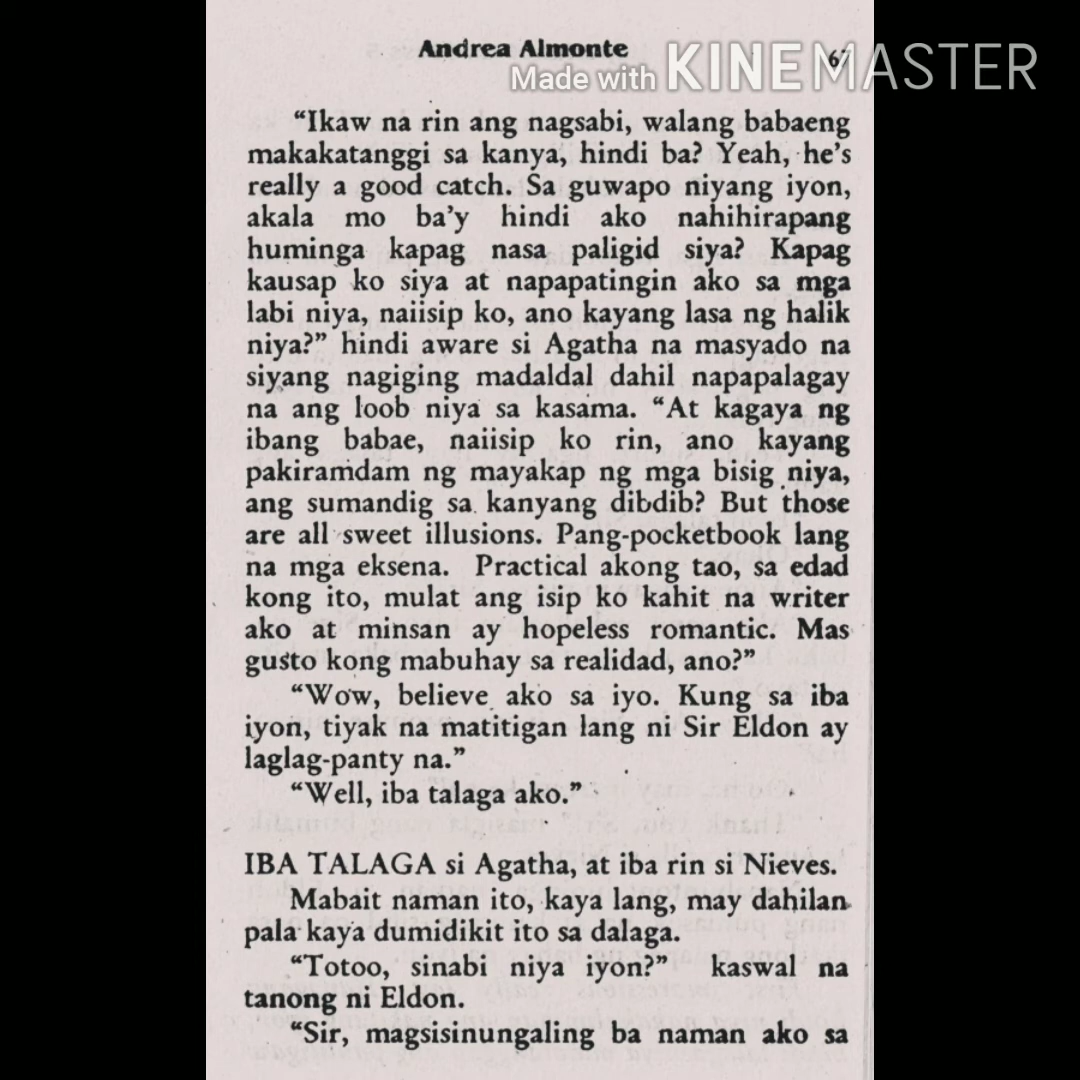 Andrea Almonte 67
Made with KINEMASTER
“Ikaw na rin ang nagsabi, walang babaeng
makakatanggi sa kanya, hindi ba? Yeah, he’s
really a good catch. Sa guwapo niyang iyon,
akala mo ba’y hindi ako nahihirapang
huminga kapag nasa paligid siya? Kapag
kausap ko siya at napapatingin ako sa mga
labi niya, naiisip ko, ano kayang lasa ng halik
niya?” hindi aware si Agatha na masyado na
siyang nagiging madaldal dahil napapalagay
na ang loob niya sa kasama. “At kagaya ng
ibang babae, naiisip ko rin, ano kayang
pakiramdam ng mayakap ng mga bisig niya,
ang sumandig sa kanyang dibdib? But those
are all sweet illusions. Pang-pocketbook lang
na mga eksena. Practical akong tao, sa edad
kong ito, mulat ang isip ko kahit na writer
ako at minsan ay hopeless romantic. Mas
gusto kong mabuhay sa realidad, ano?”
“Wow, believe ako sa iyo. Kung sa iba
iyon, tiyak na matitigan lang ni Sir Eldon ay
laglag-panty na.”
“Well, iba talaga ako.”
IBA TALAGA si Agatha, at iba rin si Nieves.
Mabait naman ito, kaya lang, may dahilan
pala kaya dumidikit ito sa dalaga.
“Totoo, sinabi niya iyon?” kaswal na
tanong ni Eldon.
“Sir, magsisinungaling ba naman ako sa